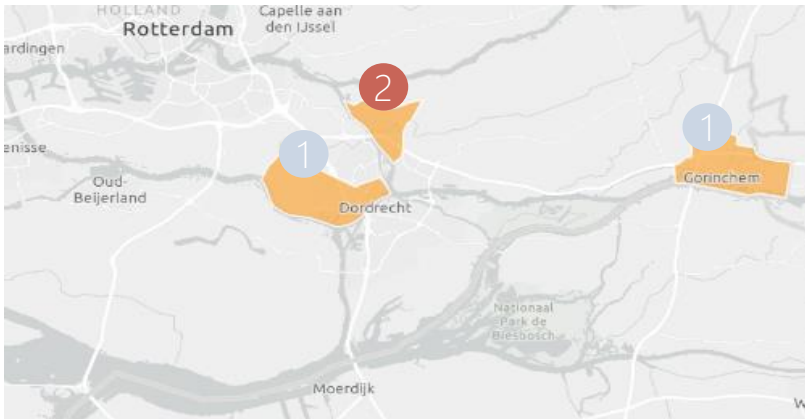 HOLLAND
Capelle aan
den IJssel
Rotterdam
ardingen
2
1
1
enisse
Oud-
Beijerland
Gorinchem
Dordrecht
Nationaal
Park de
Biesbosch
Moerdijk
W